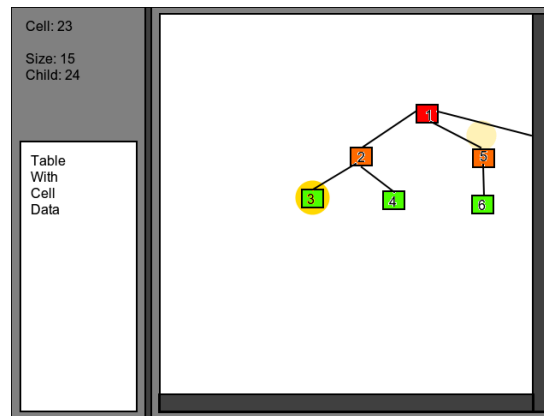 Cell: 23
Size: 15
Child: 24
Table
With
Cell
Data
1
2
5
3
4
6